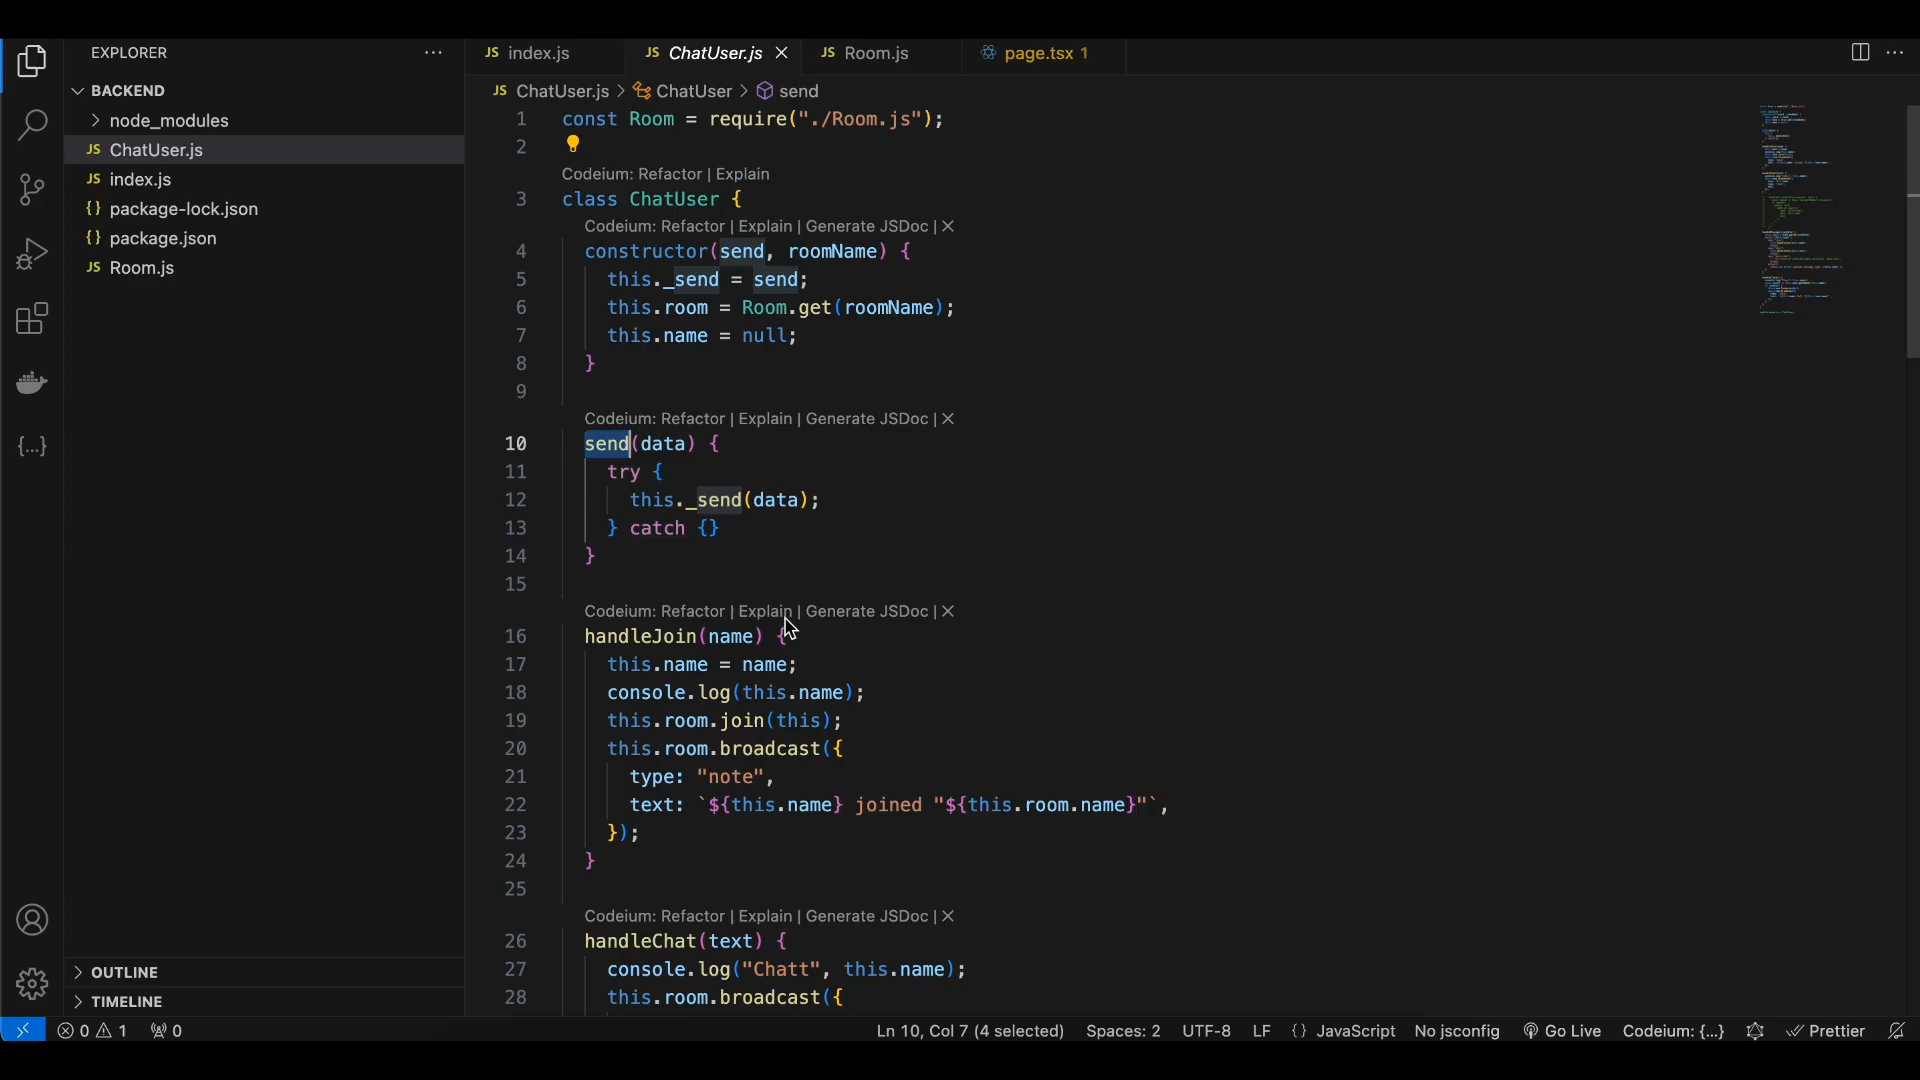 EXPLORER
BACKEND
node_modules
JS ChatUser.js
JS index.js
{} package-lock.json
{} package.json
JS Room.js
OUTLINE
TIMELINE
JS index.js
JS ChatUser.js
JS Room.js
page.tsx 1
JS ChatUser.js > ChatUser > send
1 const Room = require("./Room.js");
2
Codeium: Refactor | Explain
3 class ChatUser {
Codeium: Refactor | Explain | Generate JSDoc | ×
4 constructor(send, roomName) {
5 this._send = send;
6 this.room = Room.get(roomName);
7 this.name = null;
8 }
9
Codeium: Refactor | Explain | Generate JSDoc | ×
10 send(data) {
11 try {
12 this._send(data);
13 } catch {}
14 }
15
Codeium: Refactor | Explain | Generate JSDoc | ×
16 handleJoin(name) {
17 this.name = name;
18 console.log(this.name);
19 this.room.join(this);
20 this.room.broadcast({
21 type: "note",
22 text: `${this.name} joined "${this.room.name}"`,
23 });
24 }
25
Codeium: Refactor | Explain | Generate JSDoc | ×
26 handleChat(text) {
27 console.log("Chatt", this.name);
28 this.room.broadcast({
0 1 0
Ln 10, Col 7 (4 selected) Spaces: 2 UTF-8 LF {} JavaScript No jsconfig Go Live Codeium: {...} Prettier